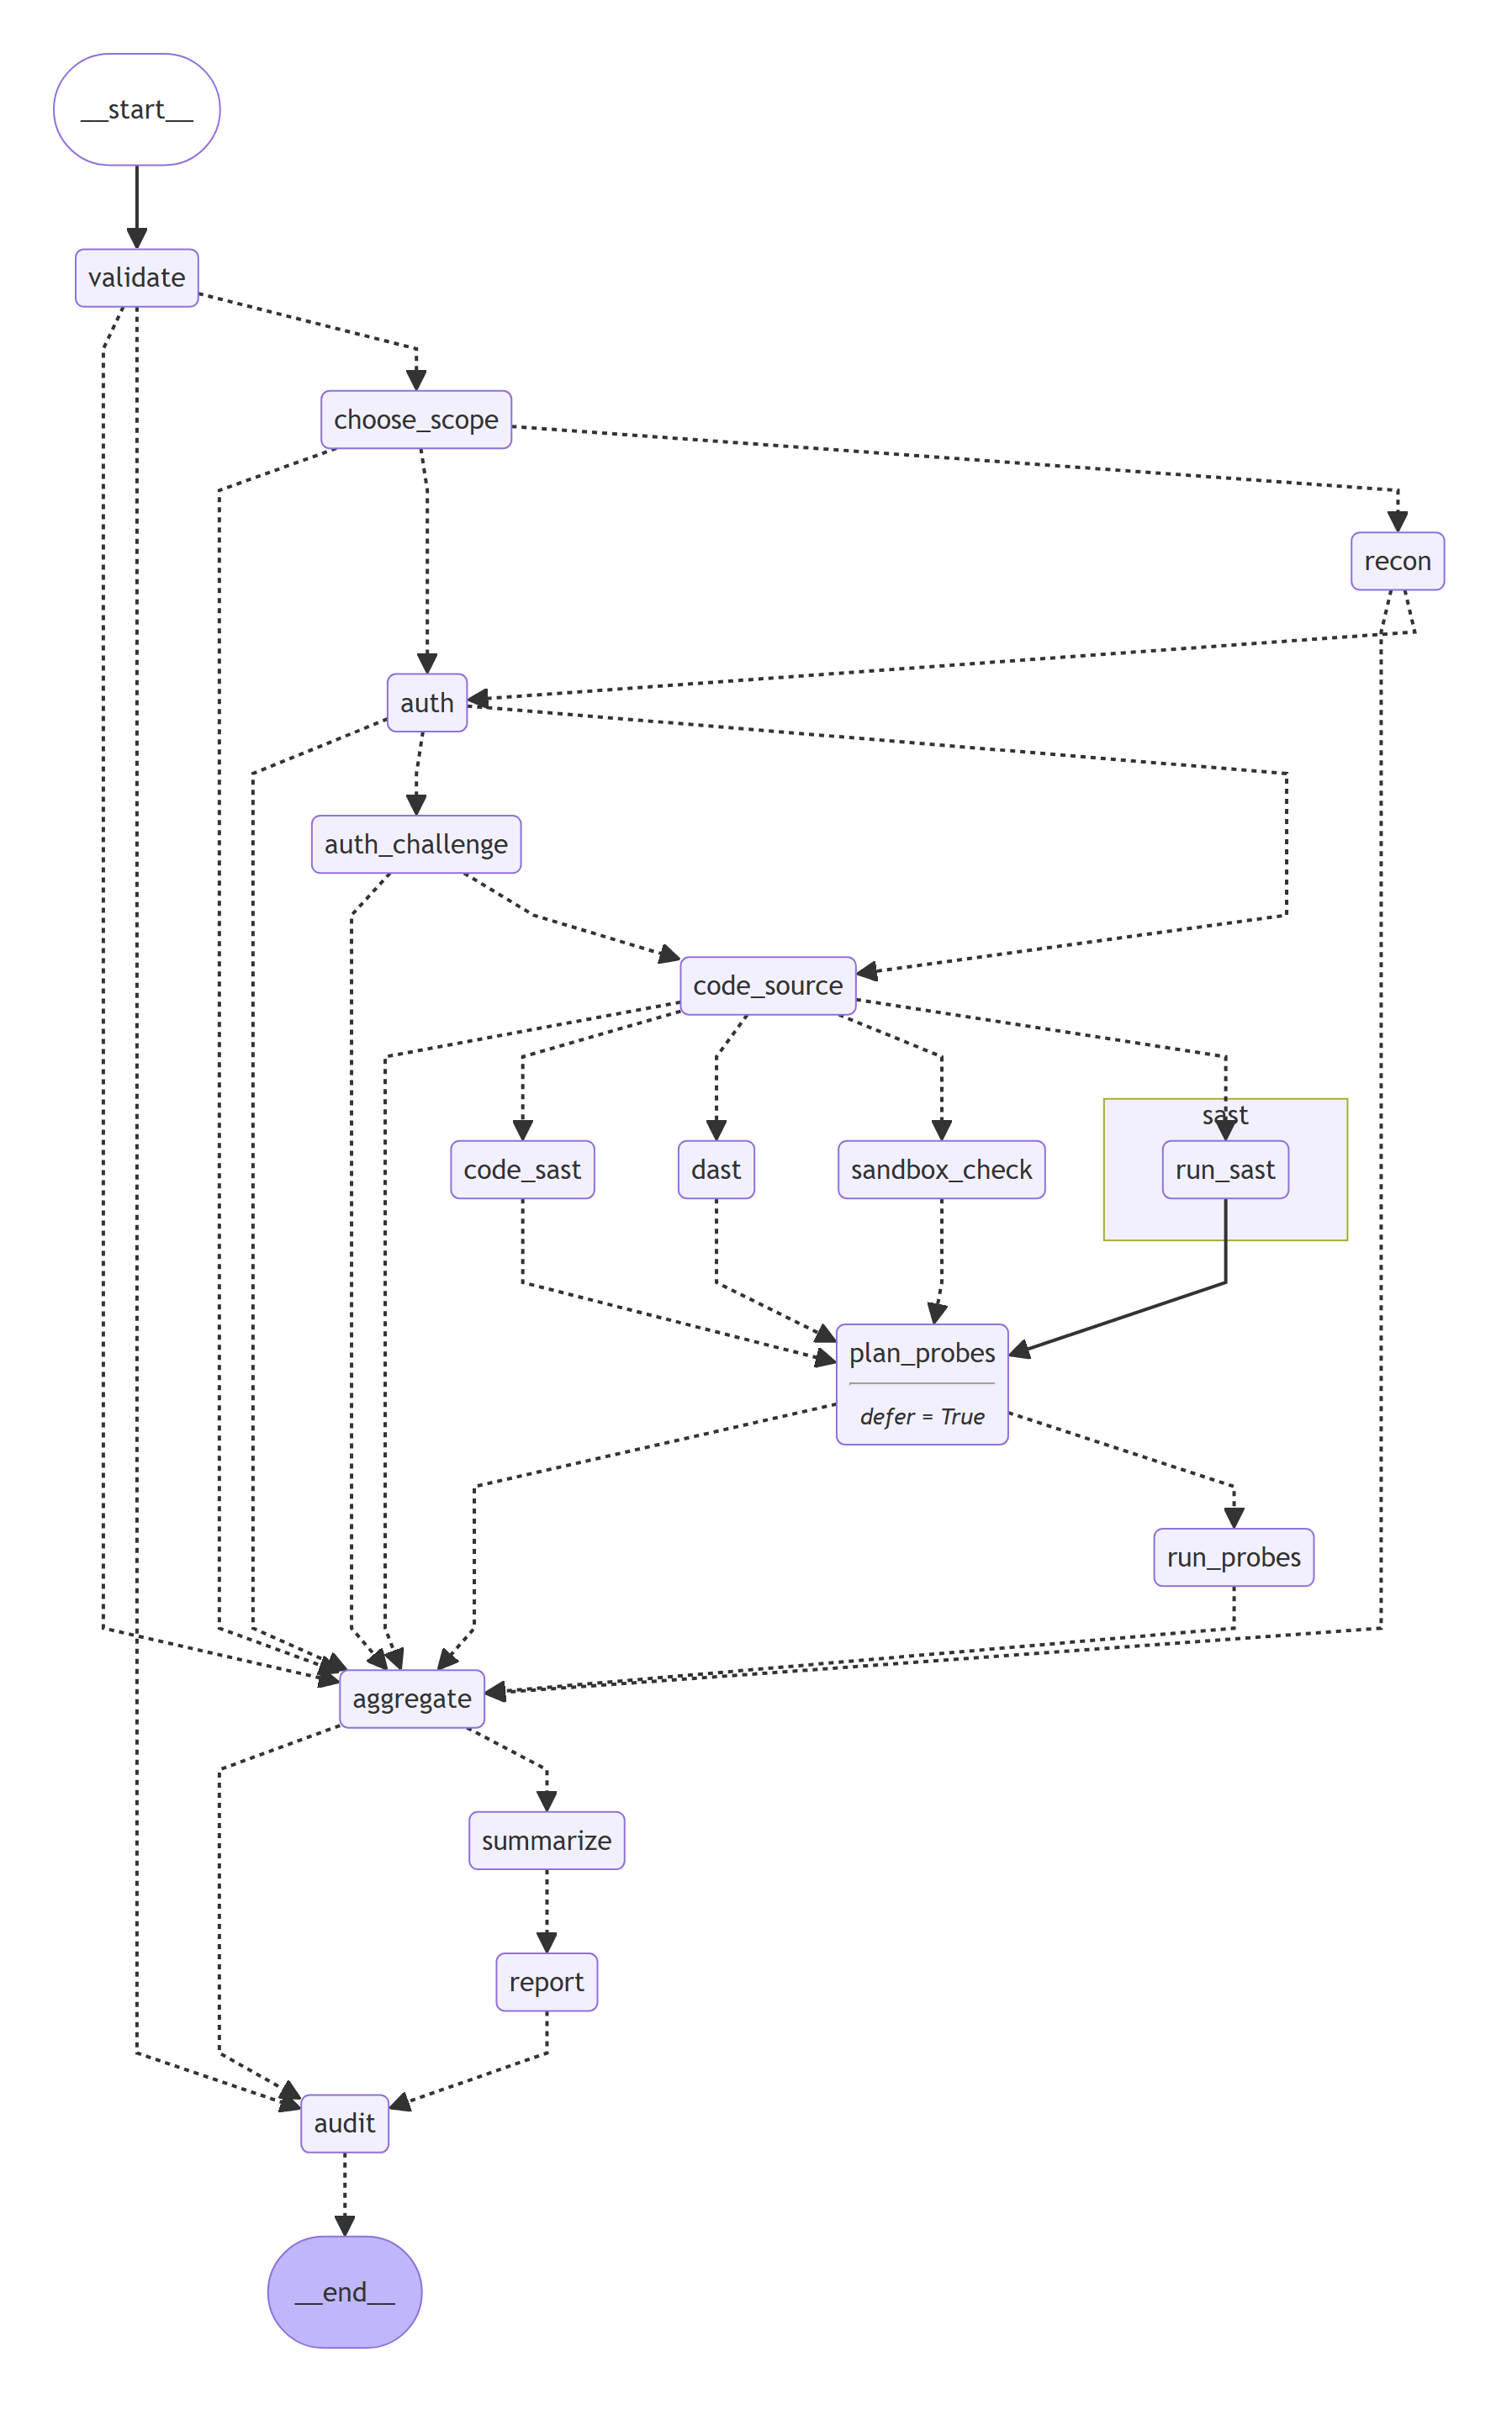 __start__
validate
choose_scope
recon
auth
auth_challenge
code_source
sast
code_sast
dast
sandbox_check
run_sast
plan_probes
defer = True
run_probes
aggregate
summarize
report
audit
__end__